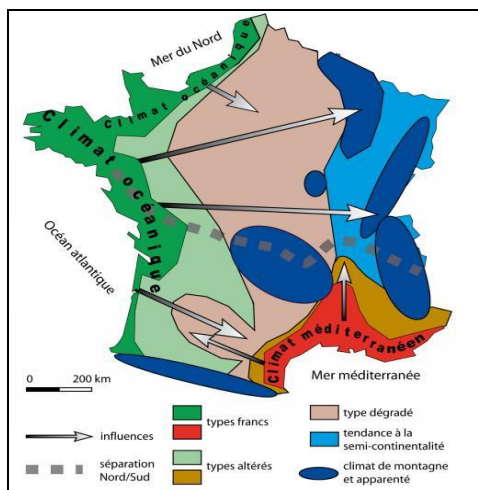 Mer du Nord
Climat océanique
Climat océanique
Océan atlantique
Climat méditerranéen
Mer méditerranée
0 200 km
influences
séparation
Nord/Sud
types francs
types altérés
type dégradé
tendance à la
semi-continentalité
climat de montagne
et apparenté